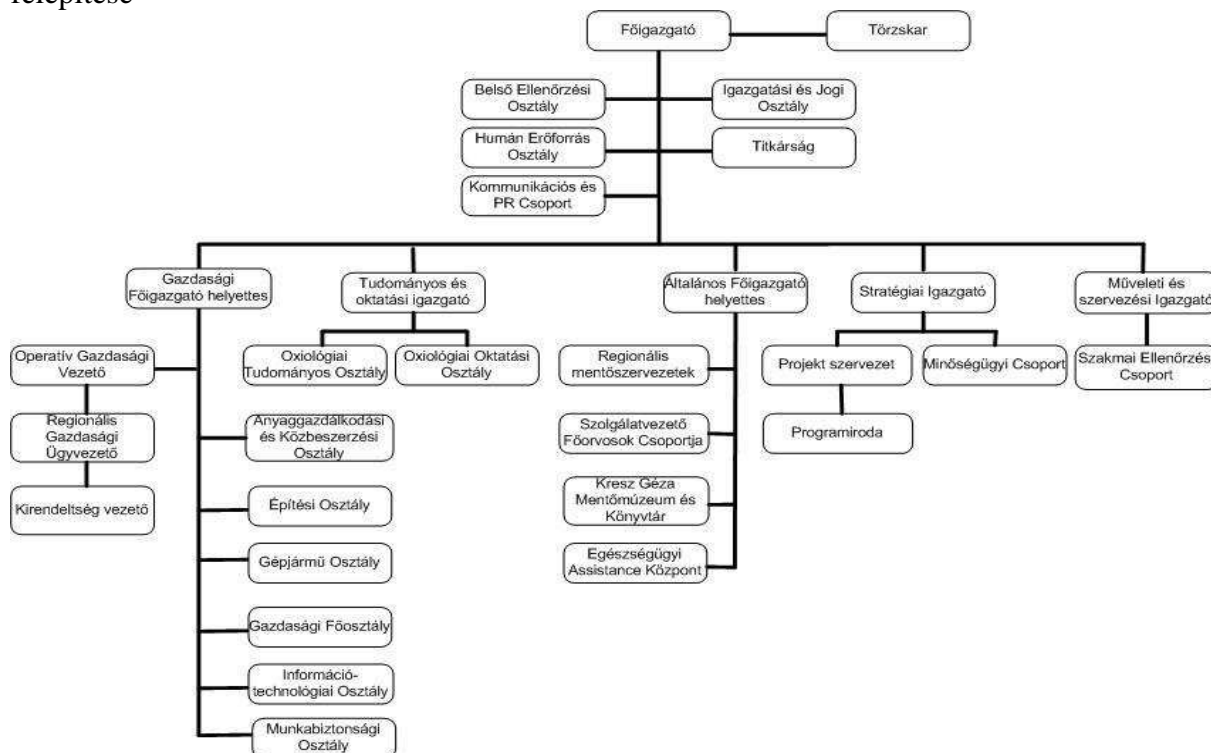 felépítése
Főigazgató
Törzskar
Belső Ellenőrzési
Osztály
Igazgatási és Jogi
Osztály
Humán Erőforrás
Osztály
Titkárság
Kommunikációs és
PR Csoport
Gazdasági
Főigazgató helyettes
Tudományos és
oktatási igazgató
Általános Főigazgató
helyettes
Stratégiai Igazgató
Műveleti és
szervezési Igazgató
Operatív Gazdasági
Vezető
Oxiológiai
Tudományos Osztály
Oxiológiai Oktatási
Osztály
Regionális
mentőszervezetek
Projekt szervezet
Minőségügyi Csoport
Szakmai Ellenőrzési
Csoport
Regionális
Gazdasági
Ügyvezető
Anyaggazdálkodási
és Közbeszerzési
Osztály
Szolgálatvezető
Főorvosok Csoportja
Programiroda
Kirendeltség vezető
Építési Osztály
Kresz Géza
Mentőmúzeum és
Könyvtár
Gépjármű Osztály
Egészségügyi
Assistance Központ
Gazdasági Főosztály
Információ-
technológiai Osztály
Munkabiztonsági
Osztály